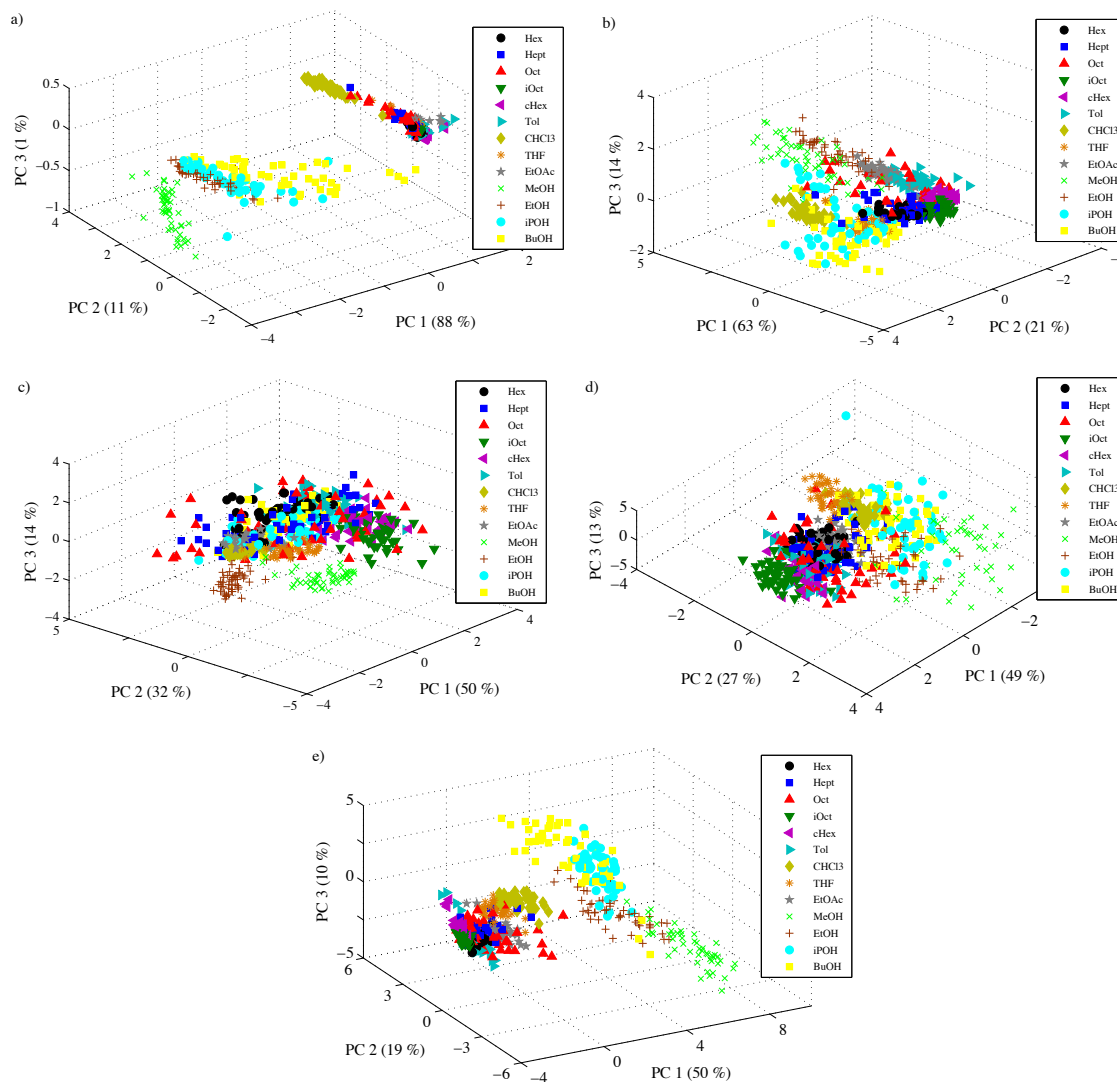 a)
Hex
Hept
Oct
iOct
cHex
Tol
CHCl3
THF
EtOAc
MeOH
EtOH
iPOH
BuOH
0.5
0
−0.5
−1
PC 3 (1 %)
4
2
0
−2
−4
PC 2 (11 %)
−4
−2
0
2
PC 1 (88 %)
b)
Hex
Hept
Oct
iOct
cHex
Tol
CHCl3
THF
EtOAc
MeOH
EtOH
iPOH
BuOH
4
2
0
−2
PC 3 (14 %)
5
0
−5
PC 1 (63 %)
4
2
0
−2
PC 2 (21 %)
c)
Hex
Hept
Oct
iOct
cHex
Tol
CHCl3
THF
EtOAc
MeOH
EtOH
iPOH
BuOH
4
2
0
−2
−4
PC 3 (14 %)
5
0
−5
PC 2 (32 %)
−4
−2
0
2
4
PC 1 (50 %)
d)
Hex
Hept
Oct
iOct
cHex
Tol
CHCl3
THF
EtOAc
MeOH
EtOH
iPOH
BuOH
5
0
−5
PC 3 (13 %)
−4
−2
0
2
4
PC 2 (27 %)
4
2
0
−2
PC 1 (49 %)
e)
Hex
Hept
Oct
iOct
cHex
Tol
CHCl3
THF
EtOAc
MeOH
EtOH
iPOH
BuOH
5
0
−5
PC 3 (10 %)
6
3
0
−3
−6
PC 2 (19 %)
−4
0
4
8
PC 1 (50 %)